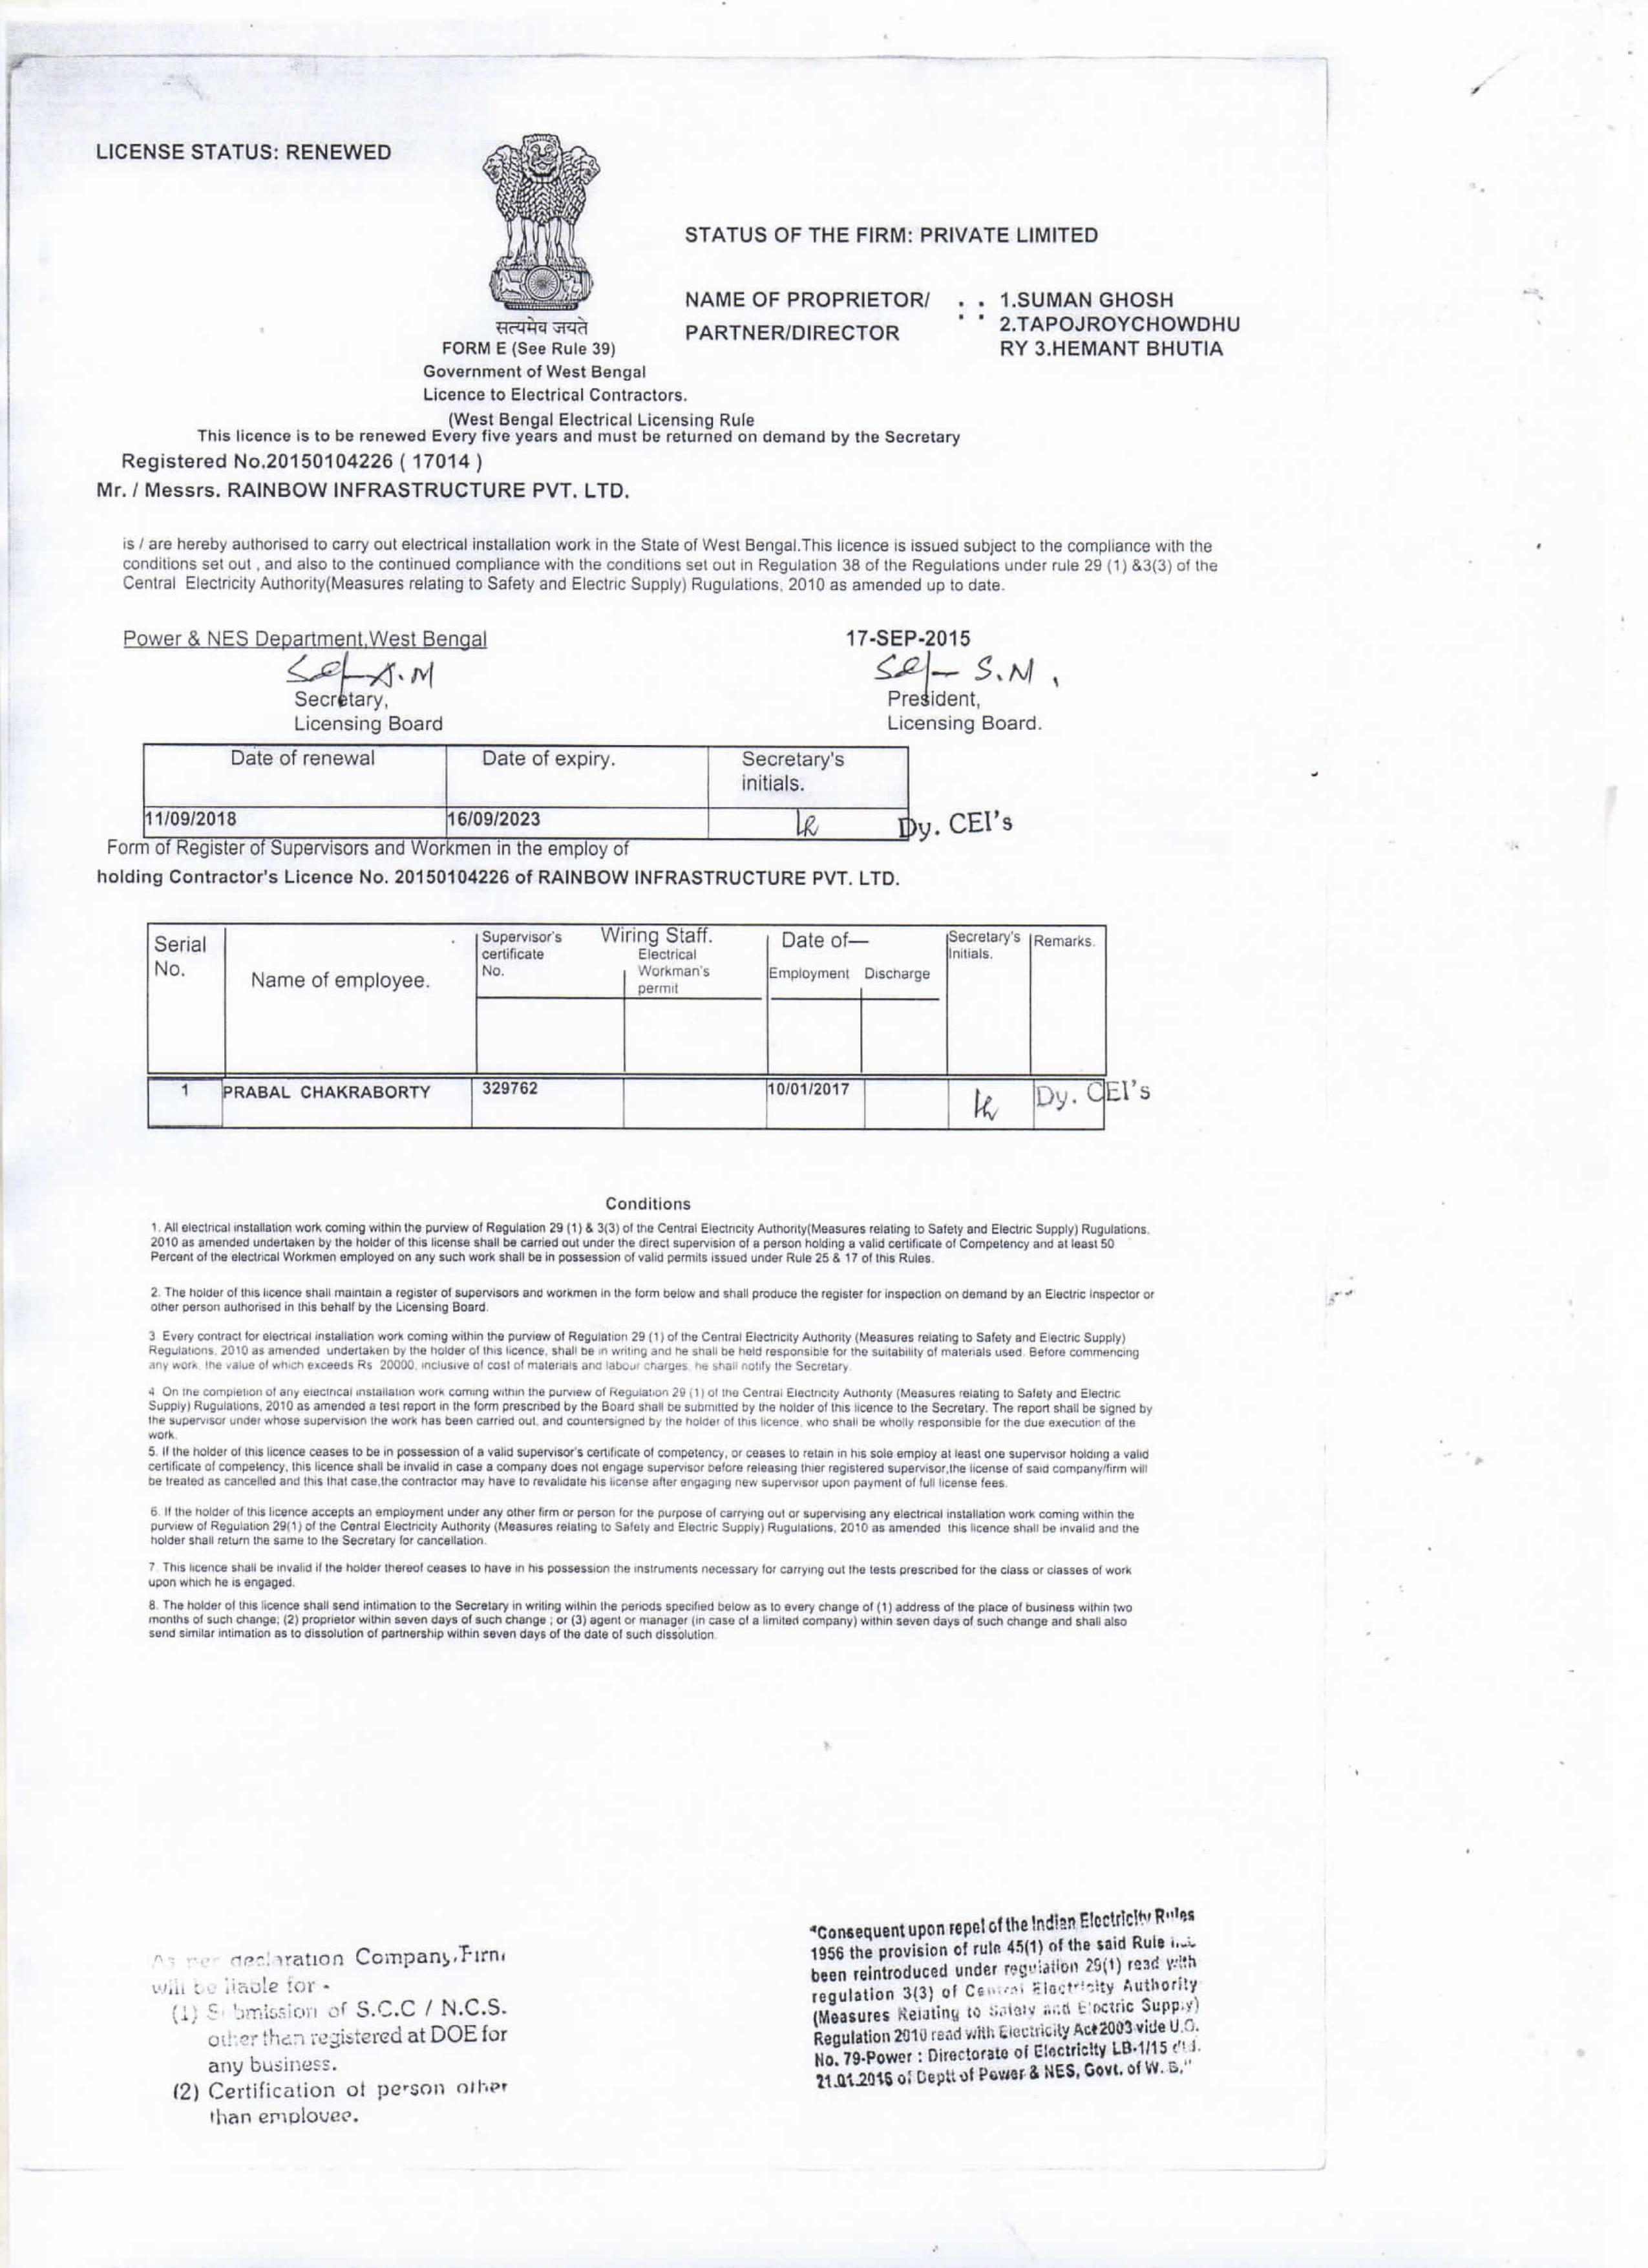 LICENSE STATUS: RENEWED
STATUS OF THE FIRM: PRIVATE LIMITED
NAME OF PROPRIETOR/ : : 1.SUMAN GHOSH
PARTNER/DIRECTOR 2.TAPOJROYCHOWDHU
RY 3.HEMANT BHUTIA
सत्यमेव जयते
FORM E (See Rule 39)
Government of West Bengal
Licence to Electrical Contractors.
(West Bengal Electrical Licensing Rule
This licence is to be renewed Every five years and must be returned on demand by the Secretary
Registered No.20150104226 ( 17014 )
Mr. / Messrs. RAINBOW INFRASTRUCTURE PVT. LTD.
is / are hereby authorised to carry out electrical installation work in the State of West Bengal.This licence is issued subject to the compliance with the
conditions set out , and also to the continued compliance with the conditions set out in Regulation 38 of the Regulations under rule 29 (1) &3(3) of the
Central Electricity Authority(Measures relating to Safety and Electric Supply) Rugulations, 2010 as amended up to date.
Power & NES Department,West Bengal 17-SEP-2015
Sd/- A.M Sd/- S.M.
Secretary, President,
Licensing Board Licensing Board.
Date of renewal Date of expiry. Secretary's
initials.
11/09/2018 16/09/2023 Dy. CEI's
Form of Register of Supervisors and Workmen in the employ of
holding Contractor's Licence No. 20150104226 of RAINBOW INFRASTRUCTURE PVT. LTD.
Serial No. Name of employee. Supervisor's certificate No. Wiring Staff. Electrical Workman's permit Date of— Employment Discharge Secretary's Initials. Remarks.
1 PRABAL CHAKRABORTY 329762 10/01/2017 Dy. CEI's
Conditions
1. All electrical installation work coming within the purview of Regulation 29 (1) & 3(3) of the Central Electricity Authority(Measures relating to Safety and Electric Supply) Rugulations.
2010 as amended undertaken by the holder of this license shall be carried out under the direct supervision of a person holding a valid certificate of Competency and at least 50
Percent of the electrical Workmen employed on any such work shall be in possession of valid permits issued under Rule 25 & 17 of this Rules.
2. The holder of this licence shall maintain a register of supervisors and workmen in the form below and shall produce the register for inspection on demand by an Electric Inspector or
other person authorised in this behalf by the Licensing Board.
3 Every contract for electrical installation work coming within the purview of Regulation 29 (1) of the Central Electricity Authority (Measures relating to Safety and Electric Supply)
Regulations, 2010 as amended undertaken by the holder of this licence, shall be in writing and he shall be held responsible for the suitability of materials used. Before commencing
any work, the value of which exceeds Rs 20000, inclusive of cost of materials and labour charges, he shall notify the Secretary.
4 On the completion of any electrical installation work coming within the purview of Regulation 29 (1) of the Central Electricity Authority (Measures relating to Safety and Electric
Supply) Rugulations, 2010 as amended a test report in the form prescribed by the Board shall be submitted by the holder of this licence to the Secretary. The report shall be signed by
the supervisor under whose supervision the work has been carried out, and countersigned by the holder of this licence, who shall be wholly responsible for the due execution of the
work.
5. If the holder of this licence ceases to be in possession of a valid supervisor's certificate of competency, or ceases to retain in his sole employ at least one supervisor holding a valid
certificate of competency, this licence shall be invalid in case a company does not engage supervisor before releasing thier registered supervisor,the license of said company/firm will
be treated as cancelled and this that case,the contractor may have to revalidate his license after engaging new supervisor upon payment of full license fees.
6. If the holder of this licence accepts an employment under any other firm or person for the purpose of carrying out or supervising any electrical installation work coming within the
purview of Regulation 29(1) of the Central Electricity Authority (Measures relating to Safety and Electric Supply) Rugulations, 2010 as amended this licence shall be invalid and the
holder shall return the same to the Secretary for cancellation.
7. This licence shall be invalid if the holder thereof ceases to have in his possession the instruments necessary for carrying out the tests prescribed for the class or classes of work
upon which he is engaged.
8. The holder of this licence shall send intimation to the Secretary in writing within the periods specified below as to every change of (1) address of the place of business within two
months of such change; (2) proprietor within seven days of such change ; or (3) agent or manager (in case of a limited company) within seven days of such change and shall also
send similar intimation as to dissolution of partnership within seven days of the date of such dissolution.
As per declaration Company,Firm
will be liable for -
(1) Submission of S.C.C / N.C.S.
other than registered at DOE for
any business.
(2) Certification of person other
than employee.
"Consequent upon repel of the Indian Electricity Rules
1956 the provision of rule 45(1) of the said Rule
been reintroduced under regulation 29(1) read with
regulation 3(3) of Central Electricity Authority
(Measures Relating to Safety and Electric Supply)
Regulation 2010 read with Electricity Act 2003 vide U.O.
No. 79-Power : Directorate of Electricity LB-1/15 dtd.
21.01.2016 of Deptt of Power & NES, Govt. of W. B."